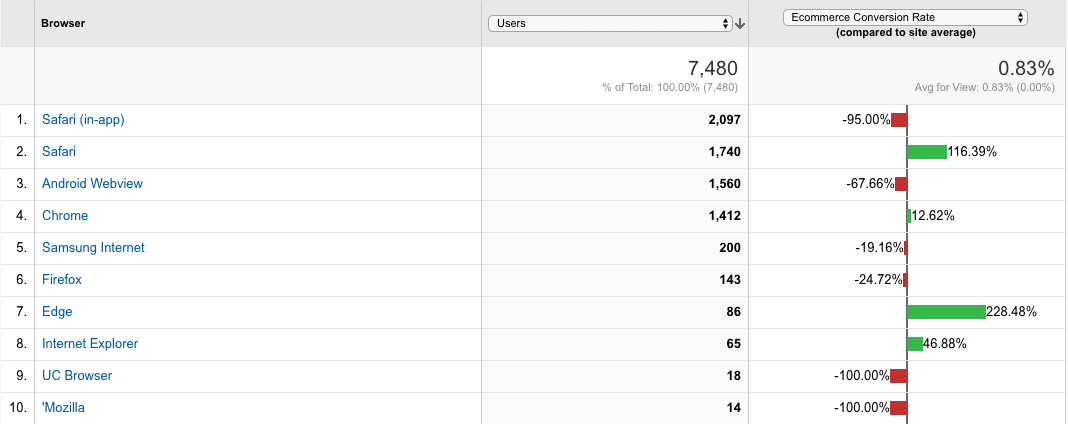 Browser Users Ecommerce Conversion Rate
(compared to site average)
7,480 0.83%
% of Total: 100.00% (7,480) Avg for View: 0.83% (0.00%)
1. Safari (in-app) 2,097 -95.00%
2. Safari 1,740 116.39%
3. Android Webview 1,560 -67.66%
4. Chrome 1,412 12.62%
5. Samsung Internet 200 -19.16%
6. Firefox 143 -24.72%
7. Edge 86 228.48%
8. Internet Explorer 65 46.88%
9. UC Browser 18 -100.00%
10. 'Mozilla 14 -100.00%